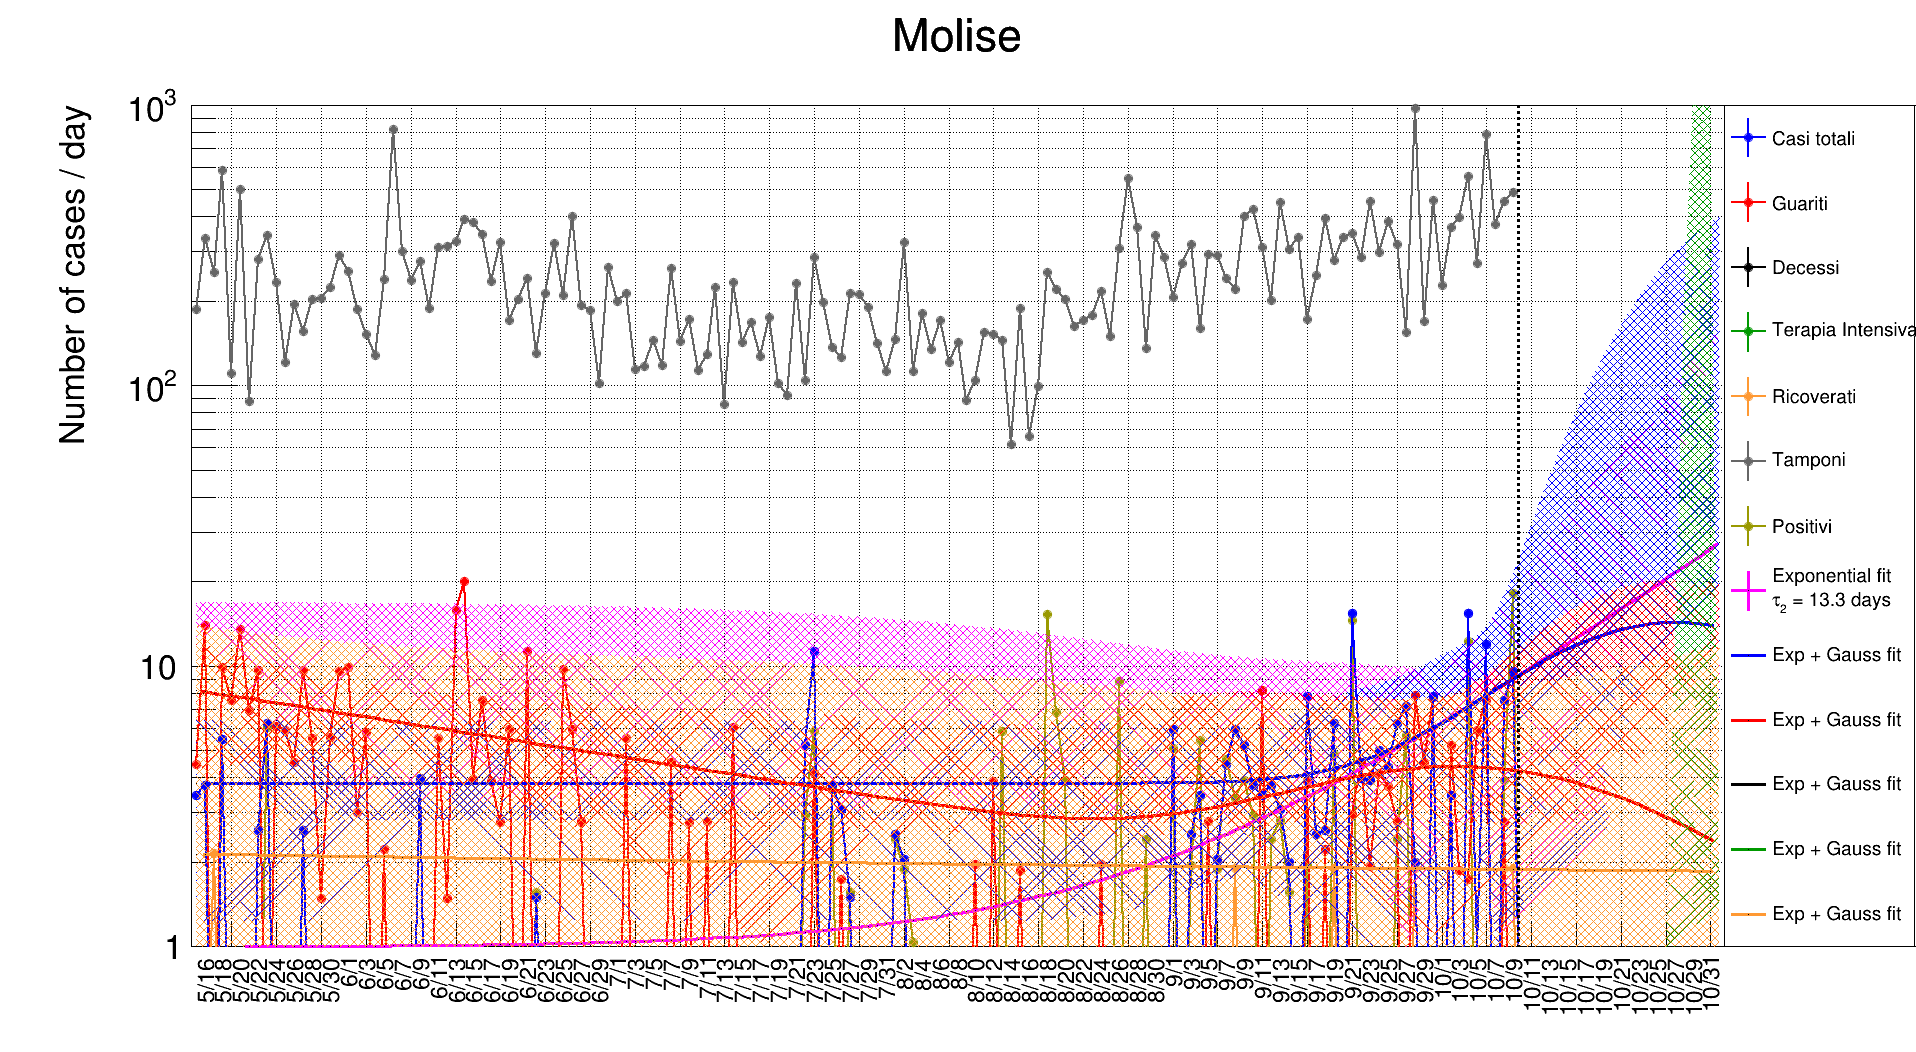 Molise
Number of cases / day
10³
10²
10
1
5/16 5/18 5/20 5/22 5/24 5/26 5/28 5/30 6/1 6/3 6/5 6/7 6/9 6/11 6/13 6/15 6/17 6/19 6/21 6/23 6/25 6/27 6/29 7/1 7/3 7/5 7/7 7/9 7/11 7/13 7/15 7/17 7/19 7/21 7/23 7/25 7/27 7/29 7/31 8/2 8/4 8/6 8/8 8/10 8/12 8/14 8/16 8/18 8/20 8/22 8/24 8/26 8/28 8/30 9/1 9/3 9/5 9/7 9/9 9/11 9/13 9/15 9/17 9/19 9/21 9/23 9/25 9/27 9/29 10/1 10/3 10/5 10/7 10/9 10/11 10/13 10/15 10/17 10/19 10/21 10/23 10/25 10/27 10/29 10/31
Casi totali
Guariti
Decessi
Terapia Intensiva
Ricoverati
Tamponi
Positivi
Exponential fit
τ₂ = 13.3 days
Exp + Gauss fit
Exp + Gauss fit
Exp + Gauss fit
Exp + Gauss fit
Exp + Gauss fit